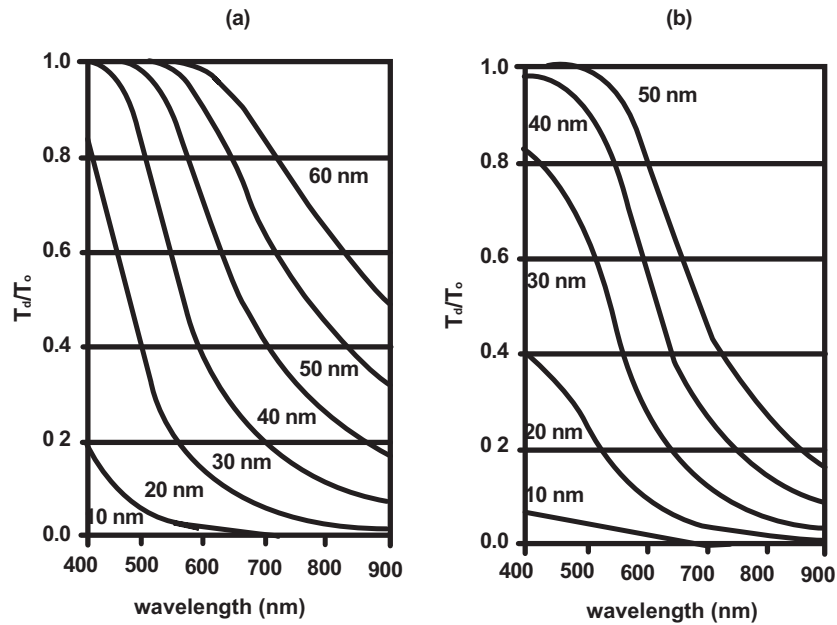 (a)
1.0
0.8
0.6
0.4
0.2
0.0
Td/To
60 nm
50 nm
40 nm
30 nm
20 nm
10 nm
400 500 600 700 800 900
wavelength (nm)
(b)
1.0
0.8
0.6
0.4
0 2
0.0
Td/To
50 nm
40 nm
30 nm
20 nm
10 nm
400 500 600 700 800 900
wavelength (nm)